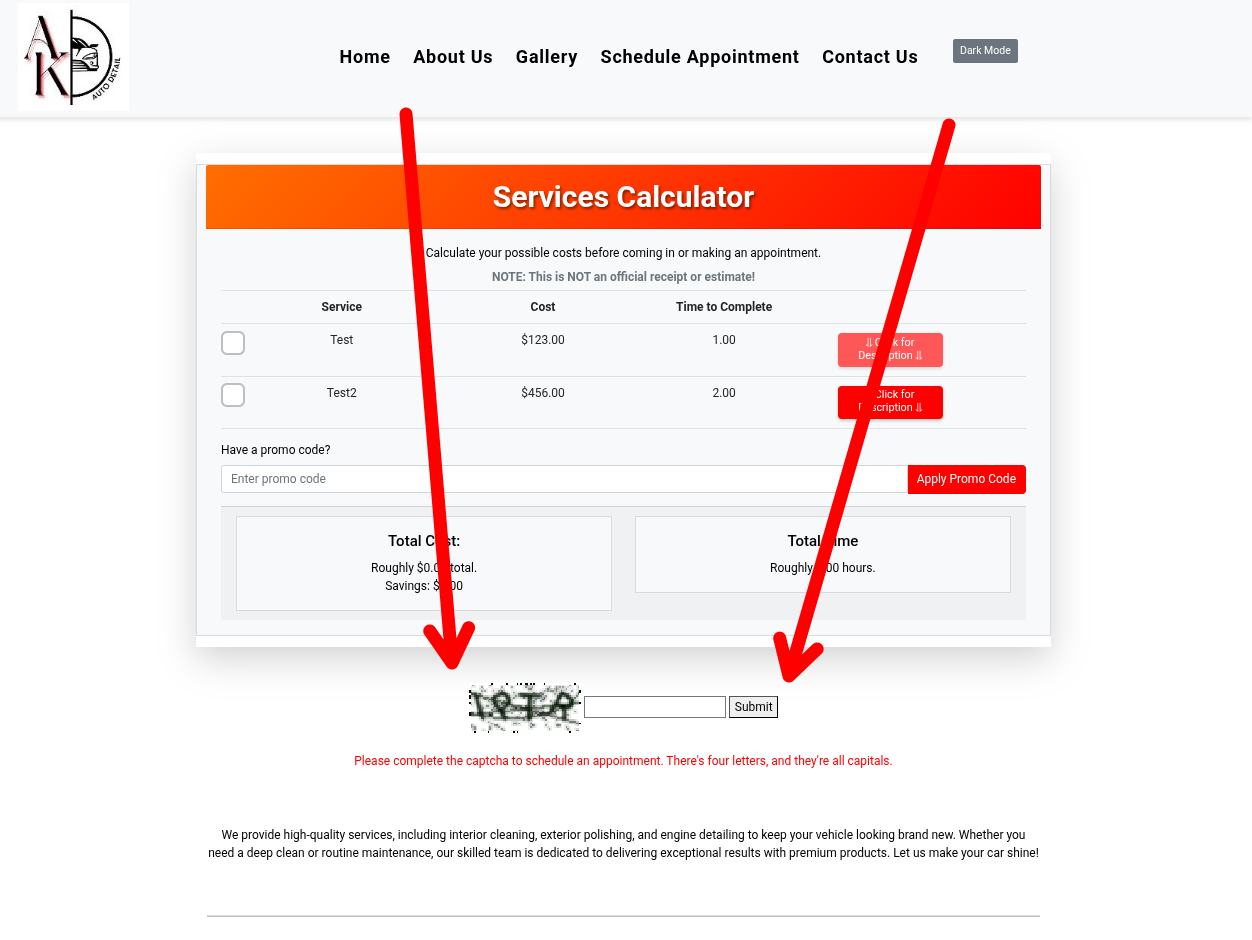 AK
AUTO DETAIL
Home About Us Gallery Schedule Appointment Contact Us Dark Mode
Services Calculator
Calculate your possible costs before coming in or making an appointment.
NOTE: This is NOT an official receipt or estimate!
Service Cost Time to Complete
Test $123.00 1.00 ⇓ Click for
Description ⇓
Test2 $456.00 2.00 Click for
Description ⇓
Have a promo code?
Enter promo code Apply Promo Code
Total Cost: Total Time
Roughly $0.00 total. Roughly hours.
Savings:
Submit
Please complete the captcha to schedule an appointment. There's four letters, and they're all capitals.
We provide high-quality services, including interior cleaning, exterior polishing, and engine detailing to keep your vehicle looking brand new. Whether you
need a deep clean or routine maintenance, our skilled team is dedicated to delivering exceptional results with premium products. Let us make your car shine!